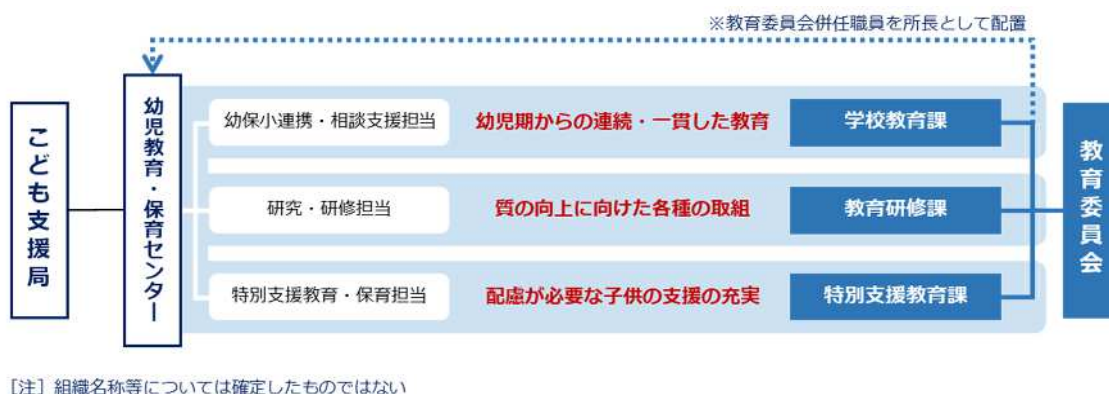 ※教育委員会併任職員を所長として配置
こども支援局
幼児教育・保育センター
幼保小連携・相談支援担当
幼児期からの連続・一貫した教育
学校教育課
研究・研修担当
質の向上に向けた各種の取組
教育研修課
特別支援教育・保育担当
配慮が必要な子供の支援の充実
特別支援教育課
教育委員会
［注］組織名称等については確定したものではない